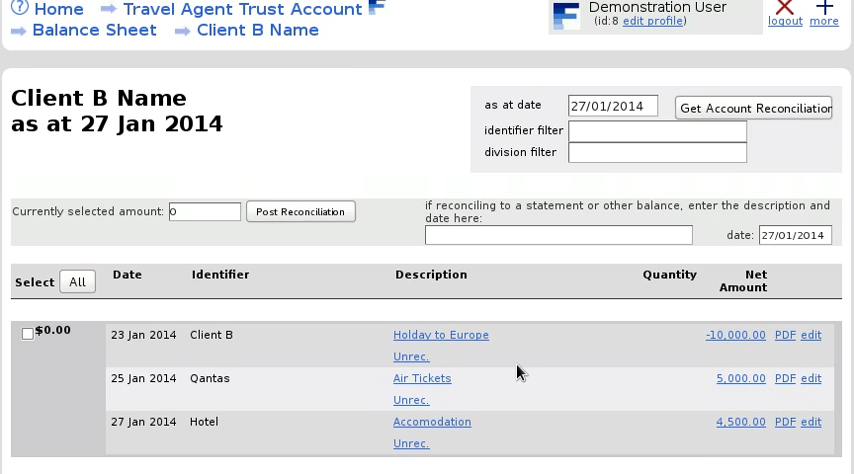 Home Travel Agent Trust Account
Balance Sheet Client B Name
Demonstration User
(id:8 edit profile)
logout more
Client B Name
as at 27 Jan 2014
as at date 27/01/2014 Get Account Reconciliation
identifier filter
division filter
Currently selected amount: 0 Post Reconciliation
if reconciling to a statement or other balance, enter the description and
date here:
date: 27/01/2014
Select All Date Identifier Description Quantity Net
Amount
$0.00
23 Jan 2014 Client B Holday to Europe -10,000.00 PDF edit
Unrec.
25 Jan 2014 Qantas Air Tickets 5,000.00 PDF edit
Unrec.
27 Jan 2014 Hotel Accomodation 4,500.00 PDF edit
Unrec.